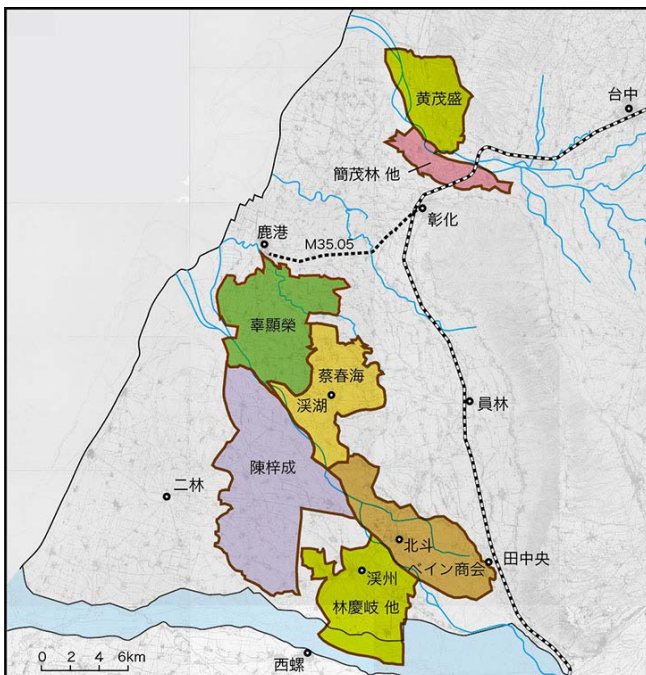 黄茂盛
台中
簡茂林 他
彰化
鹿港
M35.05
辜顯榮
蔡春海
渓湖
員林
陳梓成
二林
北斗
ベイン商会
田中央
渓州
林慶岐 他
西螺
0 2 4 6km